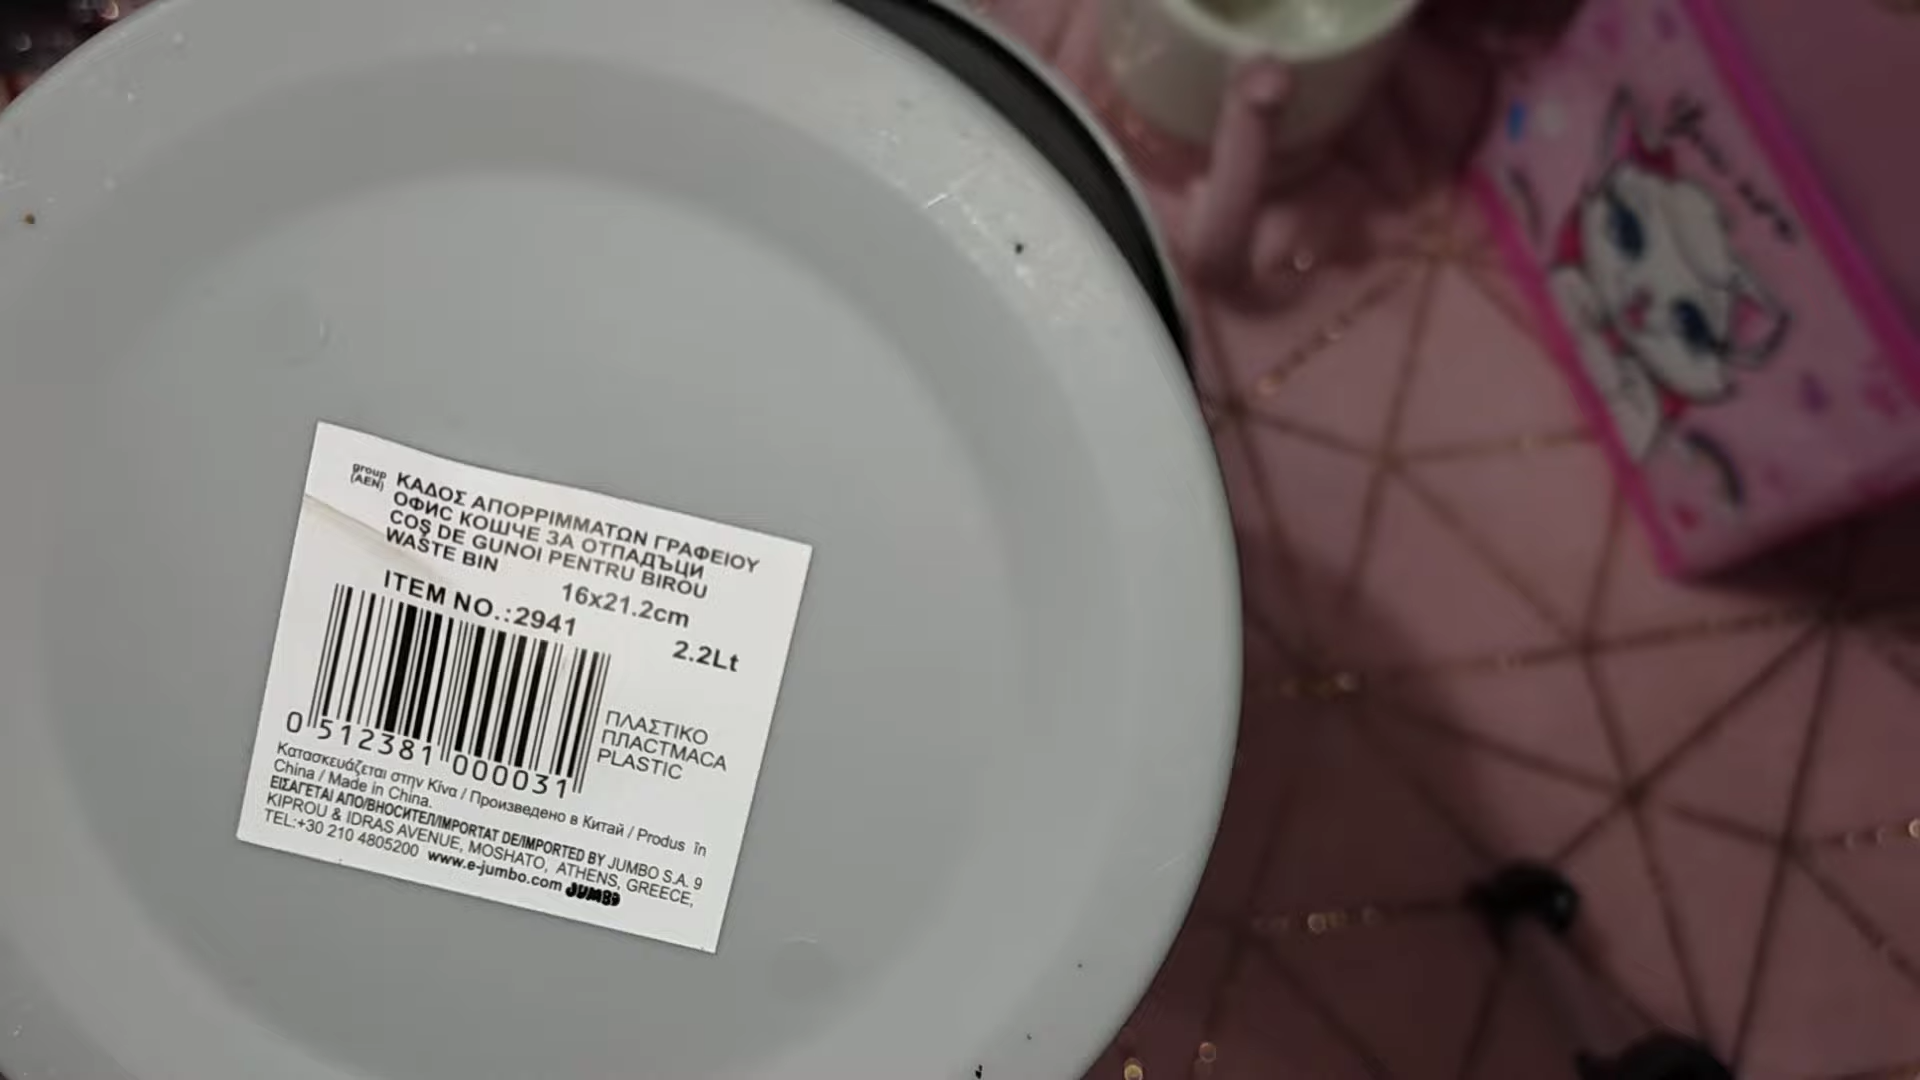 group
(AEN)
ΚΑΔΟΣ ΑΠΟΡΡΙΜΜΑΤΩΝ ΓΡΑΦΕΙΟΥ
ОФИС КОШЧЕ ЗА ОТПАДЪЦИ
COŞ DE GUNOI PENTRU BIROU
WASTE BIN
16x21.2cm
ITEM NO.:2941
2.2Lt
0 512381 000031
ΠΛΑΣΤΙΚΟ
ПЛАСТМАСА
PLASTIC
Κατασκευάζεται στην Κίνα / Произведено в Китай / Produs în
China / Made in China.
ΕΙΣΑΓΕΤΑΙ ΑΠΟ/ВНОСИТЕЛ/IMPORTAT DE/IMPORTED BY JUMBO S.A. 9
KIPROU & IDRAS AVENUE, MOSHATO, ATHENS, GREECE,
TEL:+30 210 4805200 www.e-jumbo.com JUMBO